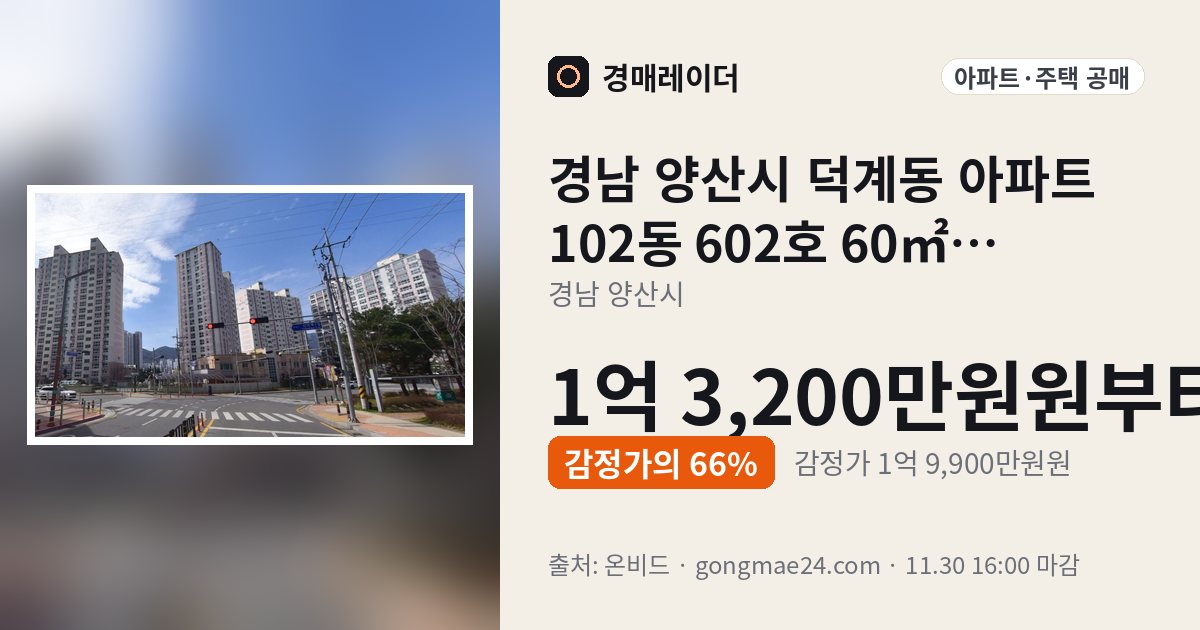 경매레이더
아파트·주택 공매
경남 양산시 덕계동 아파트
102동 602호 60㎡…
경남 양산시
1억 3,200만원원부터
감정가의 66%
감정가 1억 9,900만원원
출처: 온비드 · gongmae24.com · 11.30 16:00 마감